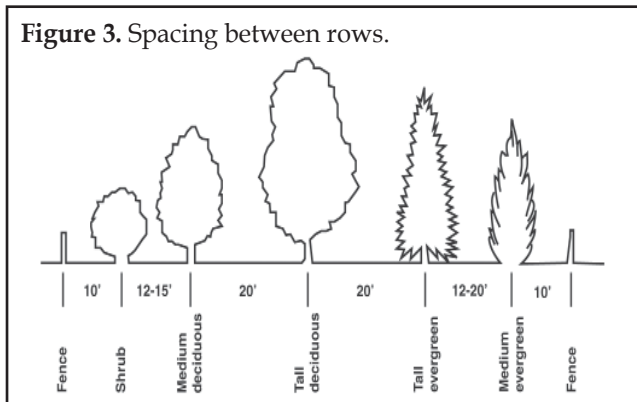 Figure 3. Spacing between rows.
10' 12-15' 20' 20' 12-20' 10'
Fence
Shrub
Medium
deciduous
Tall
deciduous
Tall
evergreen
Medium
evergreen
Fence